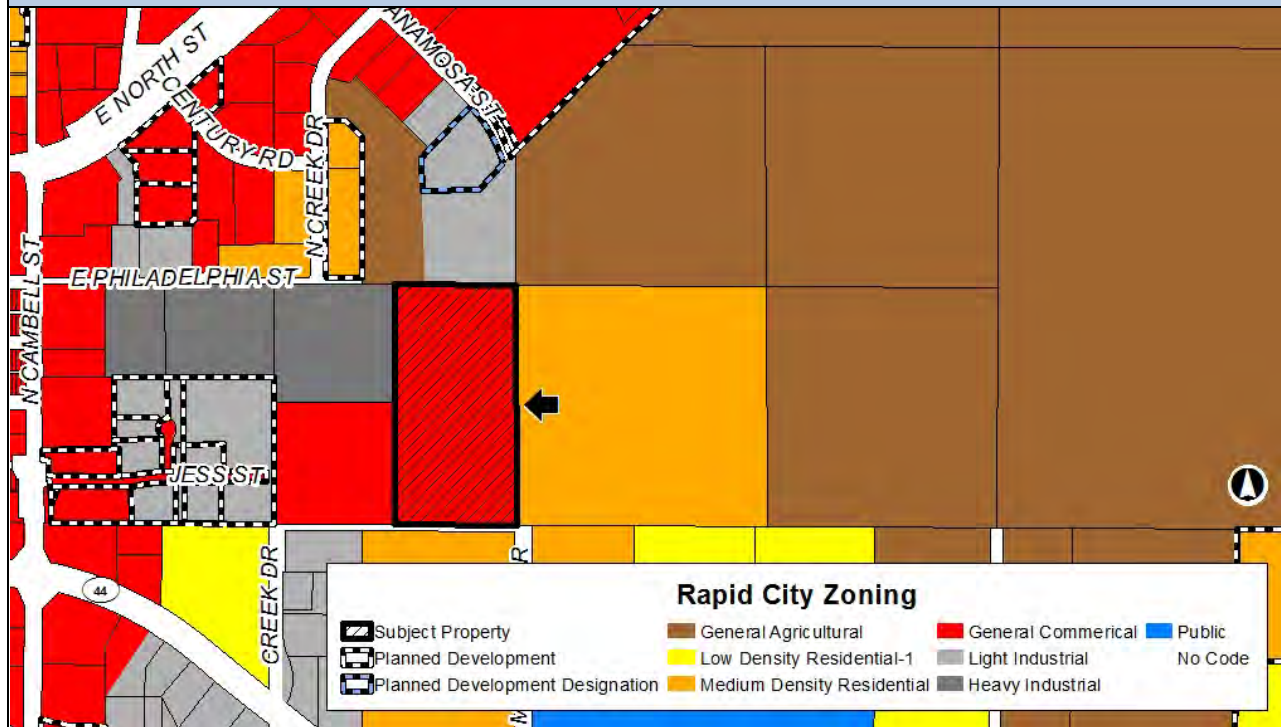 E NORTH ST
ANAMOSA ST
CENTURY RD
N CREEK DR
N CAMBELL ST
E PHILADELPHIA ST
JESS ST
CREEK DR
44
R
M
Rapid City Zoning
Subject Property
Planned Development
Planned Development Designation
General Agricultural
Low Density Residential-1
Medium Density Residential
General Commerical
Light Industrial
Heavy Industrial
Public
No Code